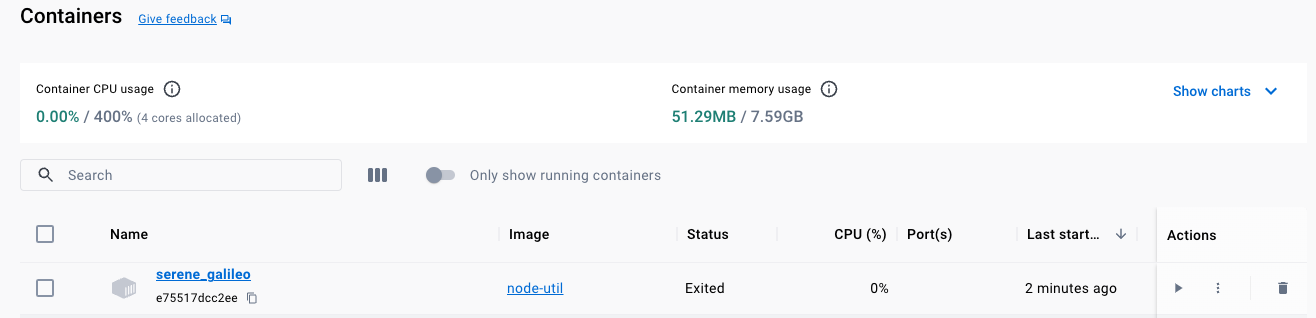 Containers Give feedback
Container CPU usage
0.00% / 400% (4 cores allocated)
Container memory usage
51.29MB / 7.59GB
Show charts
Search
Only show running containers
Name Image Status CPU (%) Port(s) Last start... Actions
serene_galileo
e75517dcc2ee
node-util Exited 0% 2 minutes ago